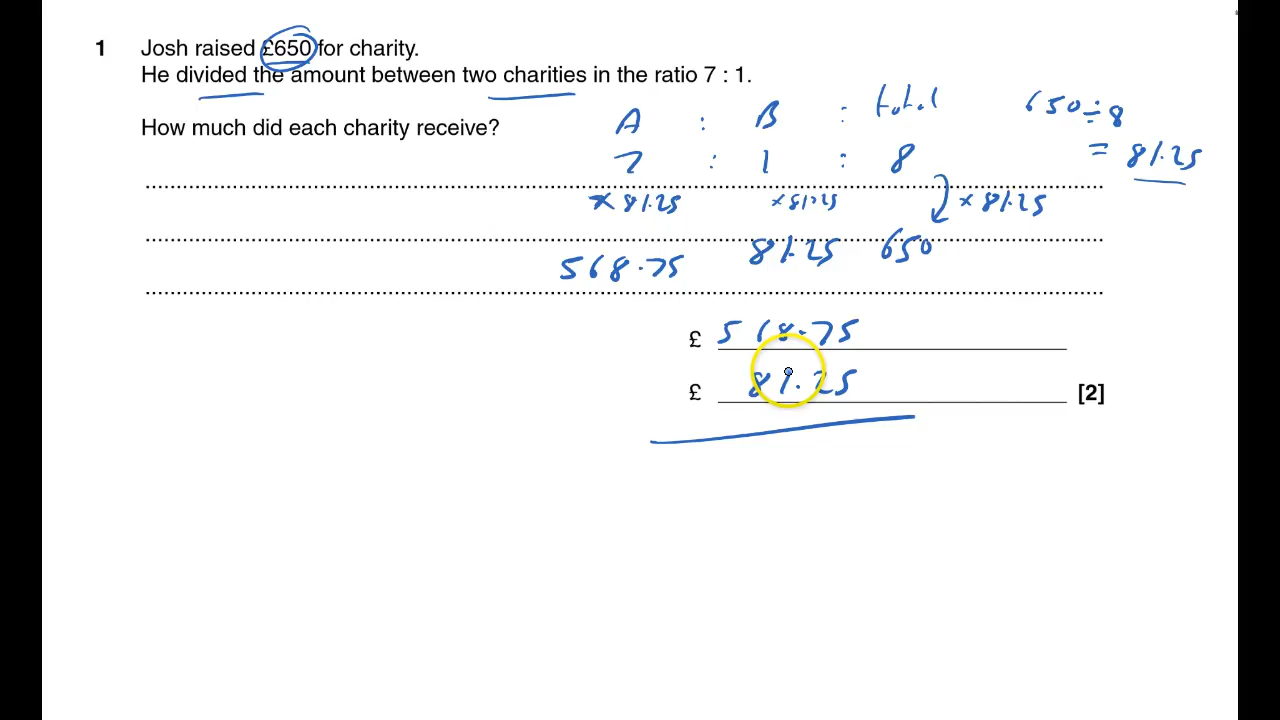 1 Josh raised £650 for charity.
He divided the amount between two charities in the ratio 7 : 1.
How much did each charity receive?
A : B : total
650 ÷ 8
7 : 1 : 8
= 81.25
× 81.25 × 81.25 × 81.25
568.75 81.25 650
£ 568.75
£ 81.25 [2]